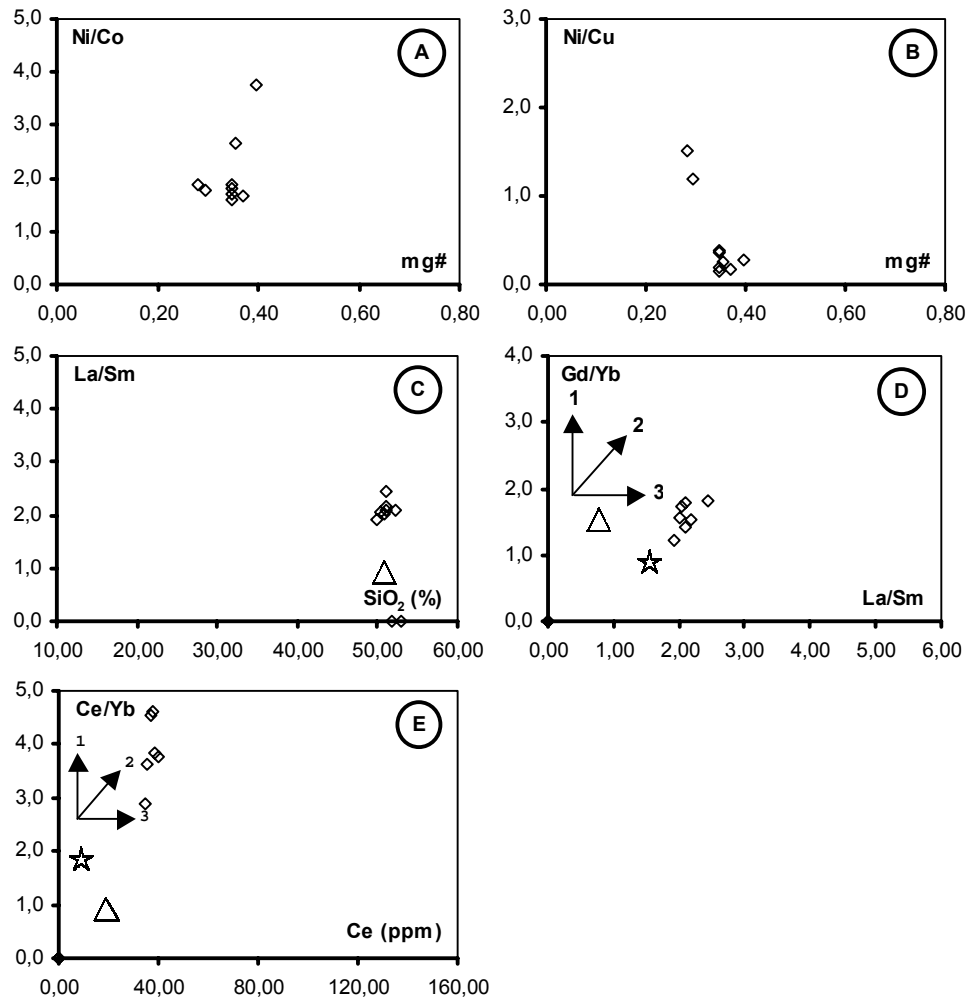 5,0
Ni/Co
A
4,0
3,0
2,0
1,0
mg#
0,0
0,00 0,20 0,40 0,60 0,80
3,0
Ni/Cu
B
2,0
1,0
mg#
0,0
0,00 0,20 0,40 0,60 0,80
5,0
La/Sm
C
4,0
3,0
2,0
1,0
SiO2 (%)
0,0
10,00 20,00 30,00 40,00 50,00 60,00
4,0
Gd/Yb
D
1
3,0
2
2,0
3
1,0
La/Sm
0,0
0,00 1,00 2,00 3,00 4,00 5,00 6,00
5,0
Ce/Yb
E
1
4,0
2
3,0
3
2,0
1,0
Ce (ppm)
0,0
0,00 40,00 80,00 120,00 160,00